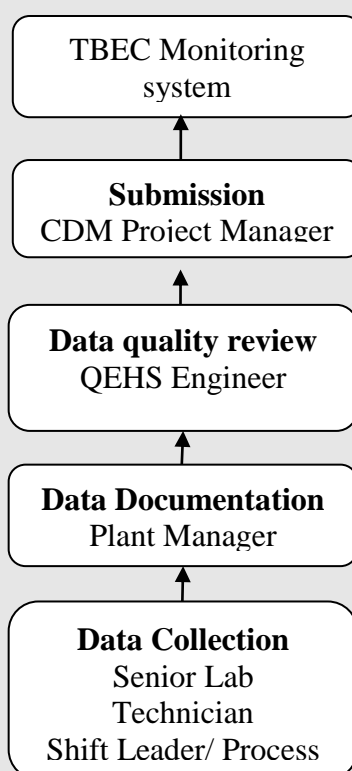 TBEC Monitoring
system
Submission
CDM Project Manager
Data quality review
QEHS Engineer
Data Documentation
Plant Manager
Data Collection
Senior Lab
Technician
Shift Leader/ Process